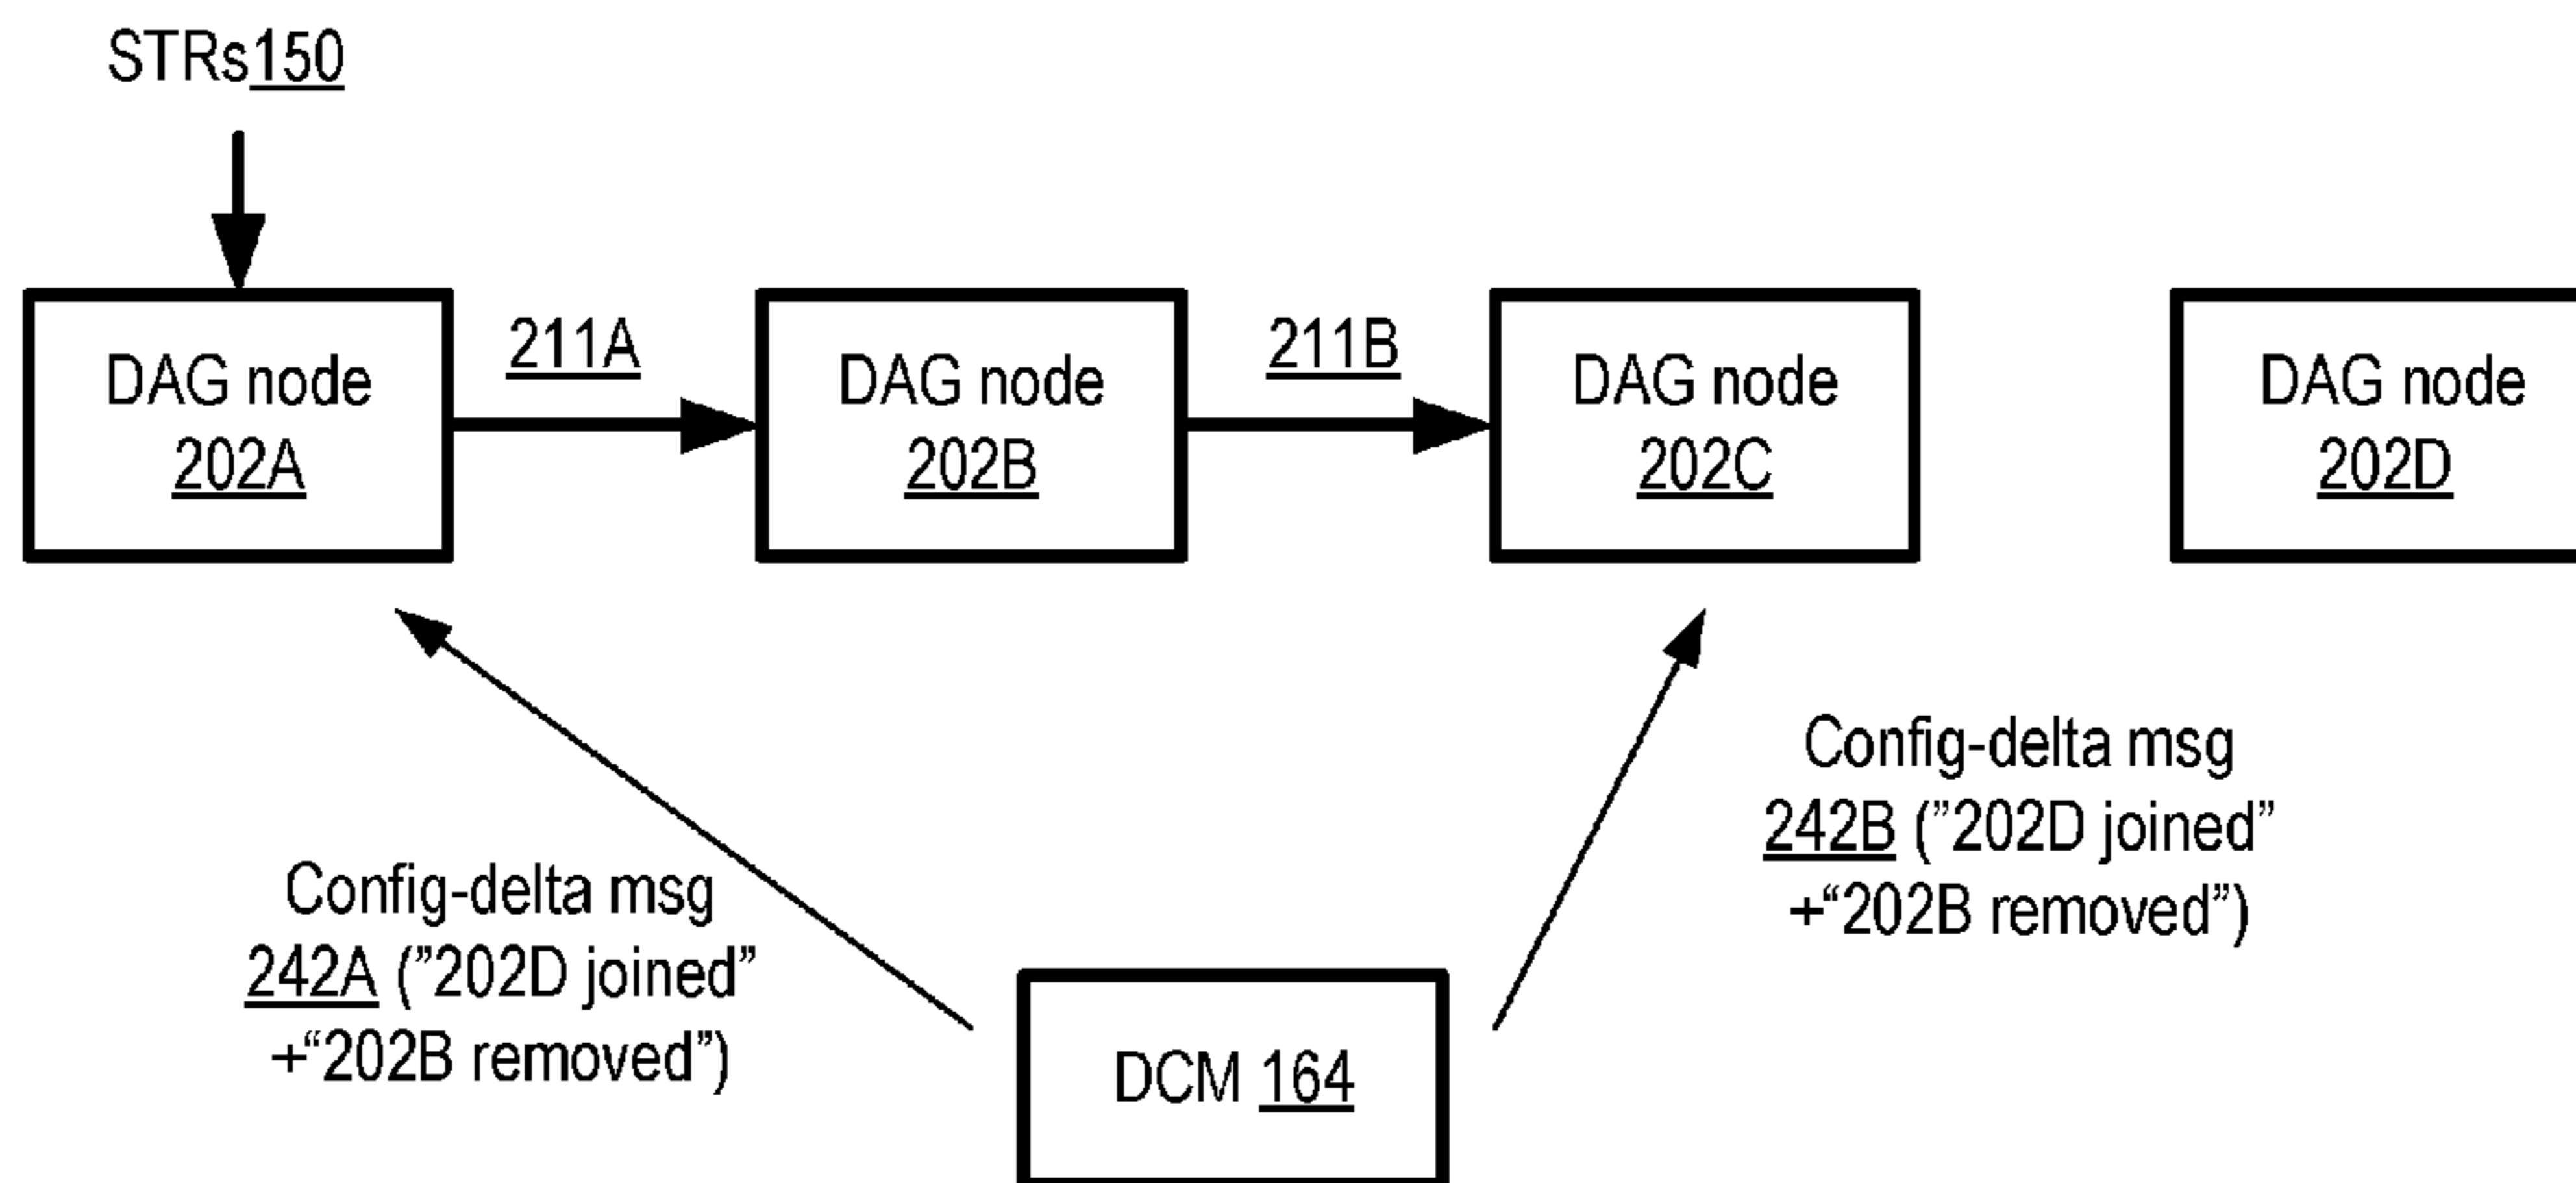 STRs150
211A
211B
DAG node
202A
DAG node
202B
DAG node
202C
DAG node
202D
Config-delta msg
242B (”202D joined”
+“202B removed”)
Config-delta msg
242A (”202D joined”
+“202B removed”)
DCM 164